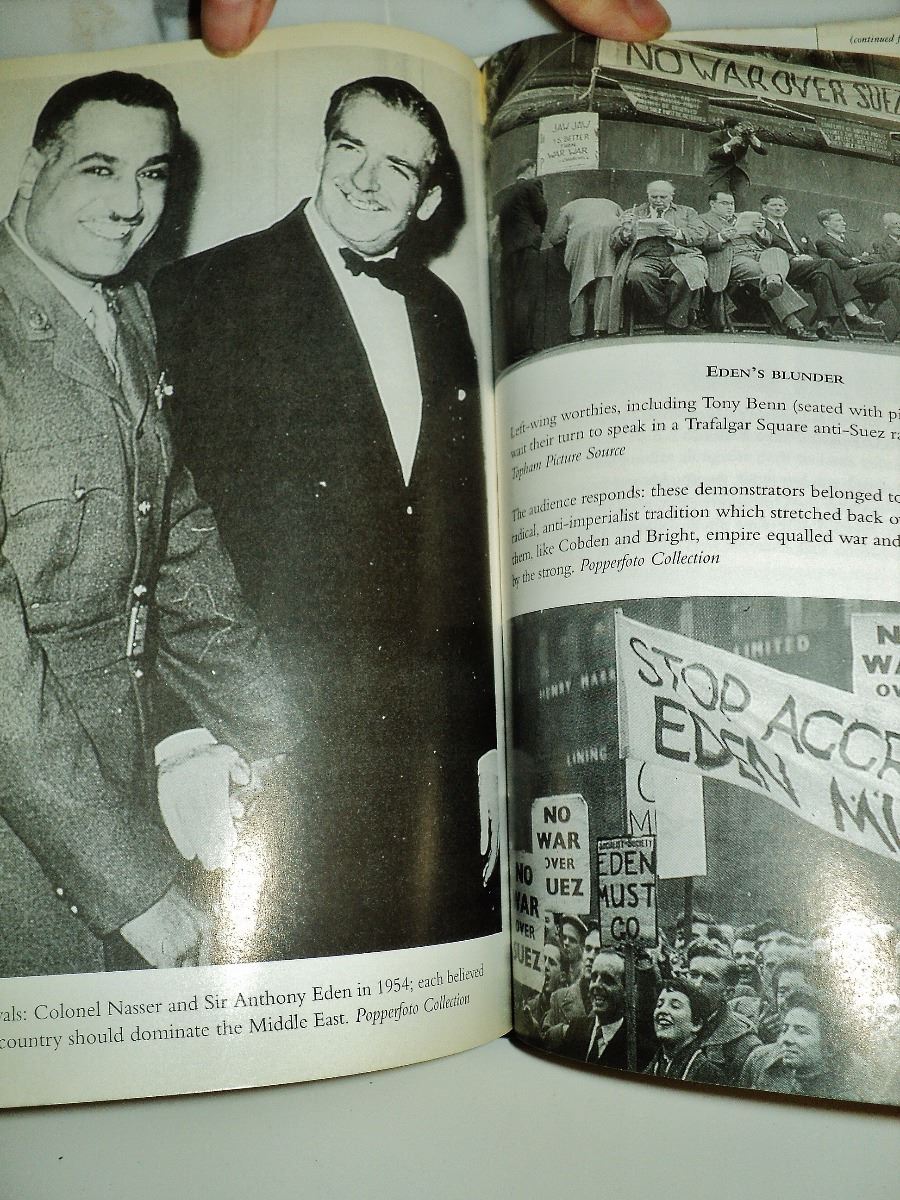 vals: Colonel Nasser and Sir Anthony Eden in 1954; each believed
country should dominate the Middle East. Popperfoto Collection
(continued f
NO WAR OVER SUEZ
JAW JAW
IS BETTER
THAN
WAR WAR
EDEN'S BLUNDER
Left-wing worthies, including Tony Benn (seated with pi
wait their turn to speak in a Trafalgar Square anti-Suez ra
Topham Picture Source
The audience responds: these demonstrators belonged to
radical, anti-imperialist tradition which stretched back o
them, like Cobden and Bright, empire equalled war and
by the strong. Popperfoto Collection
LIMITED
HENRY
LINING
STOP AGGR
EDEN MU
N
WA
OV
C
M
NO
WAR
OVER
UEZ
EDEN
MUST
GO
NO
WAR
OVER
SUEZ